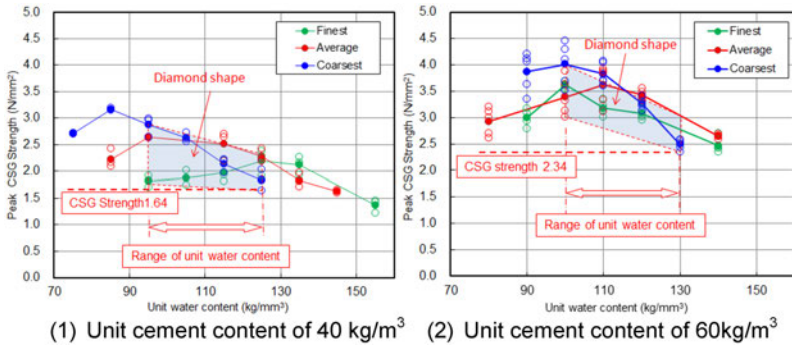 5.0
4.5
4.0
3.5
3.0
2.5
2.0
1.5
1.0
0.5
0.0
Peak CSG Strength (N/mm²)
Finest
Average
Coarsest
Diamond shape
CSG Strength1.64
Range of unit water content
70 90 110 130 150
Unit water content (kg/mm³)
(1) Unit cement content of 40 kg/m³
5.0
4.5
4.0
3.5
3.0
2.5
2.0
1.5
1.0
0.5
0.0
Peak CSG Strength (N/mm²)
Finest
Average
Coarsest
Diamond shape
CSG strength 2.34
Range of unit water content
70 90 110 130 150
Unit water content (kg/mm³)
(2) Unit cement content of 60kg/m³